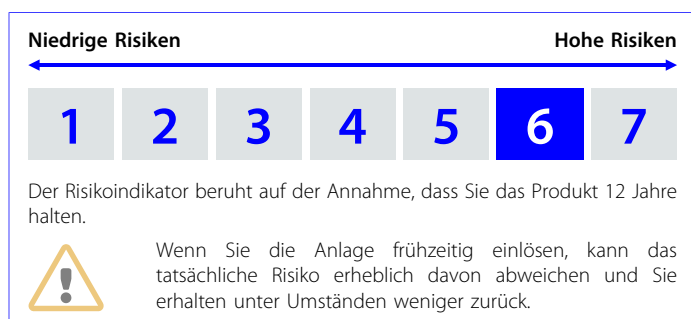 Niedrige Risiken Hohe Risiken
1 2 3 4 5 6 7
Der Risikoindikator beruht auf der Annahme, dass Sie das Produkt 12 Jahre
halten.
Wenn Sie die Anlage frühzeitig einlösen, kann das
tatsächliche Risiko erheblich davon abweichen und Sie
erhalten unter Umständen weniger zurück.